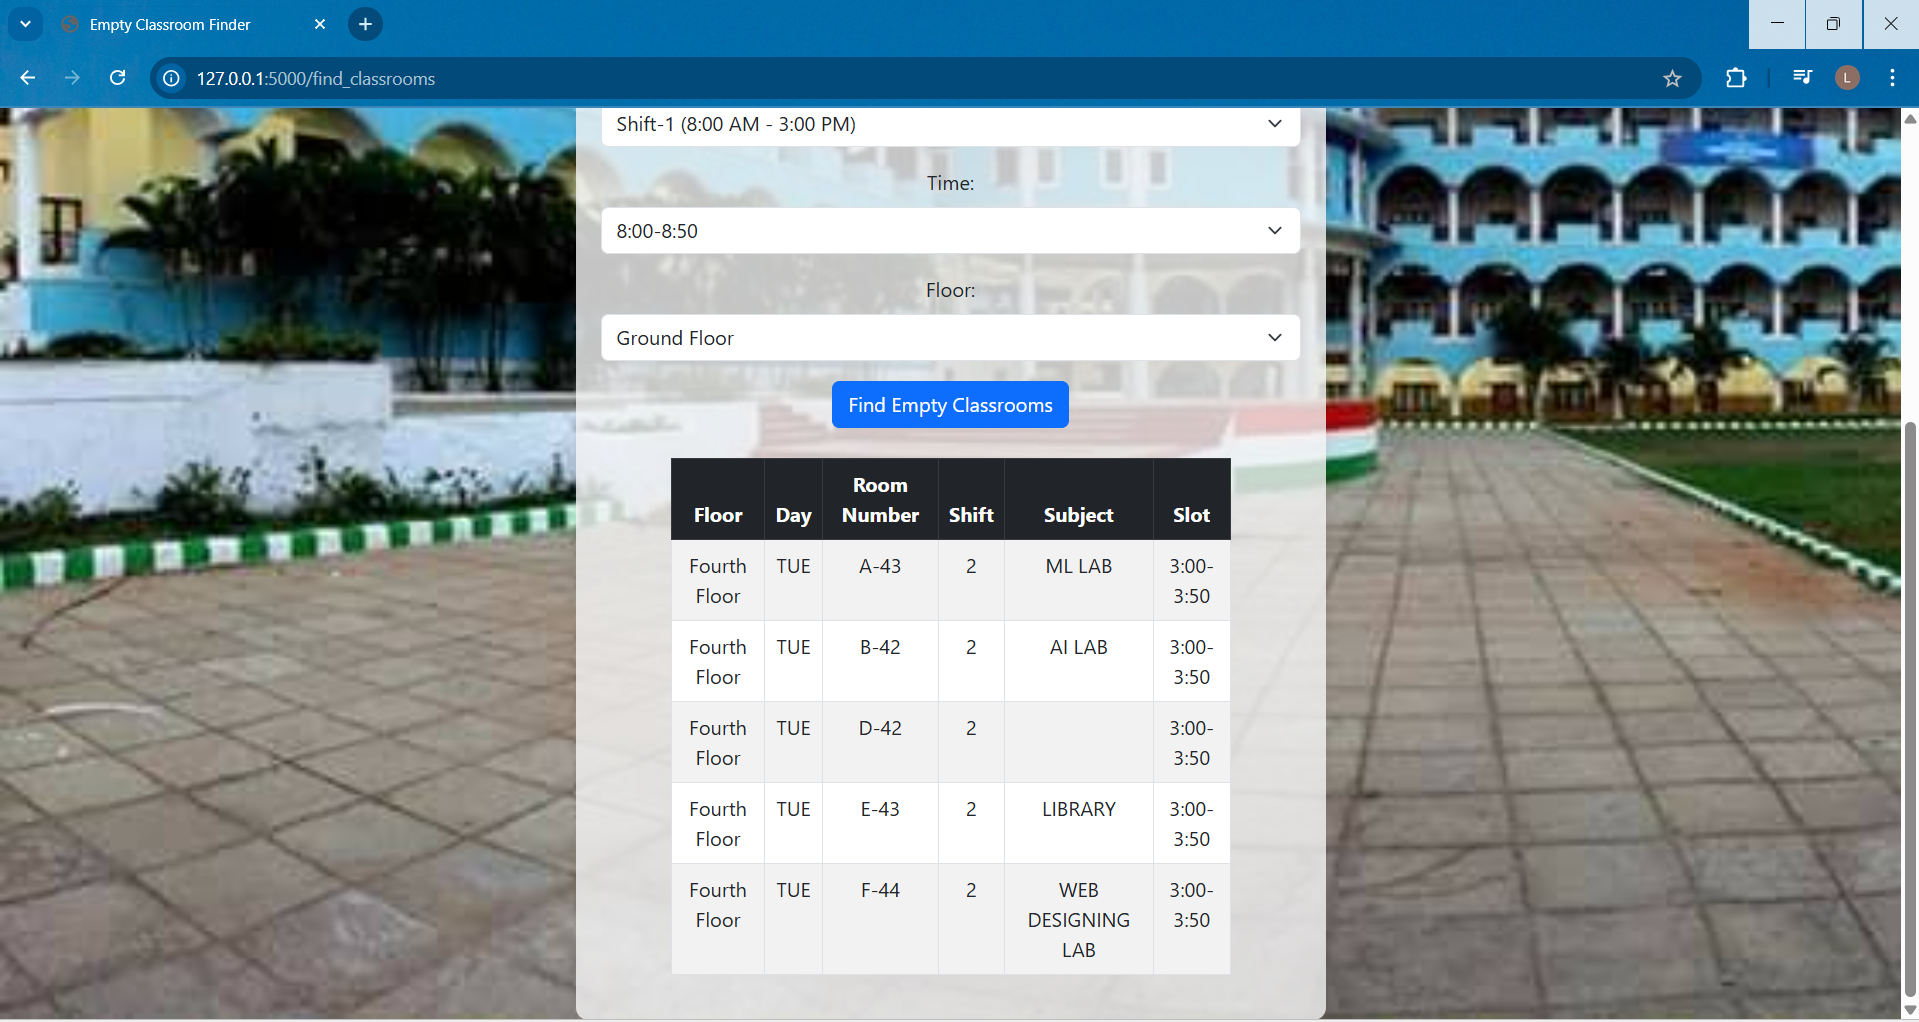 Empty Classroom Finder
127.0.0.1:5000/find_classrooms
L
Shift-1 (8:00 AM - 3:00 PM)
Time:
8:00-8:50
Floor:
Ground Floor
Find Empty Classrooms
Floor Day Room Number Shift Subject Slot
Fourth Floor TUE A-43 2 ML LAB 3:00-3:50
Fourth Floor TUE B-42 2 AI LAB 3:00-3:50
Fourth Floor TUE D-42 2 3:00-3:50
Fourth Floor TUE E-43 2 LIBRARY 3:00-3:50
Fourth Floor TUE F-44 2 WEB DESIGNING LAB 3:00-3:50